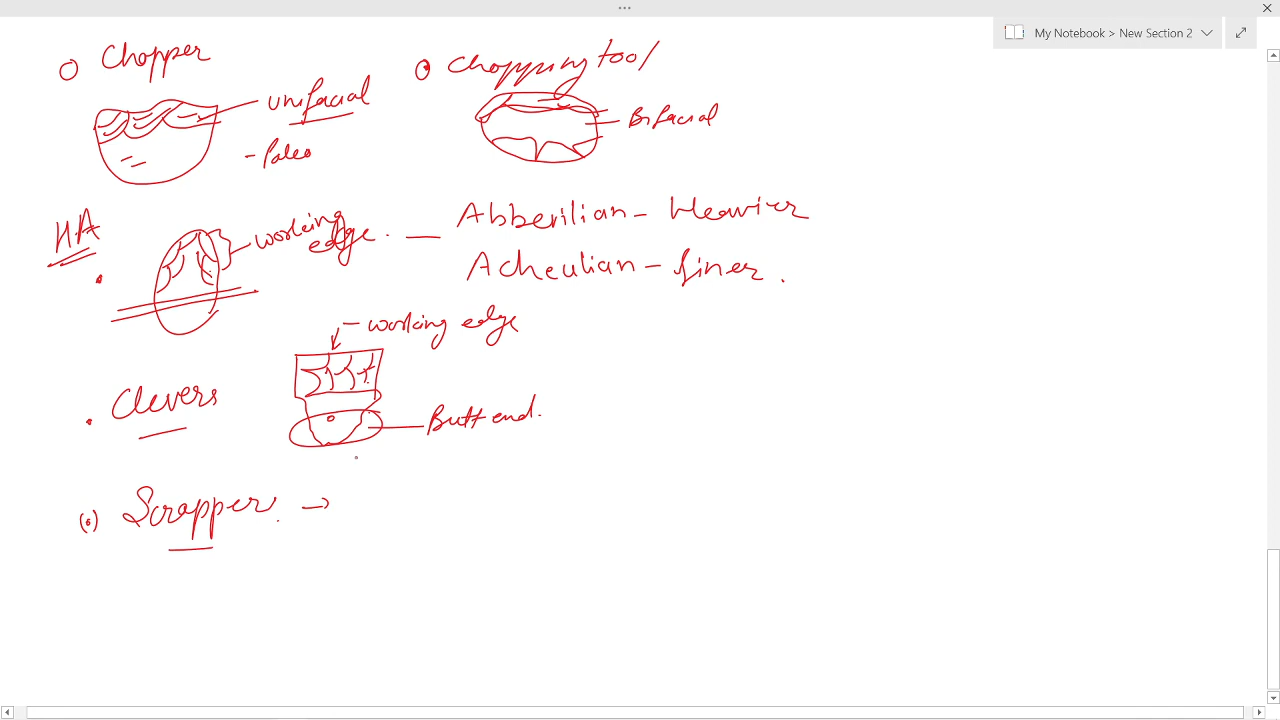 My Notebook > New Section 2
Chopper
Chopping tool
unifacial
Bifacial
- Paleo
HA
working edge. — Abberilian - Heavier
Acheulian - finer.
- working edge
Clevers
Butt end.
(•) Scrapper. →